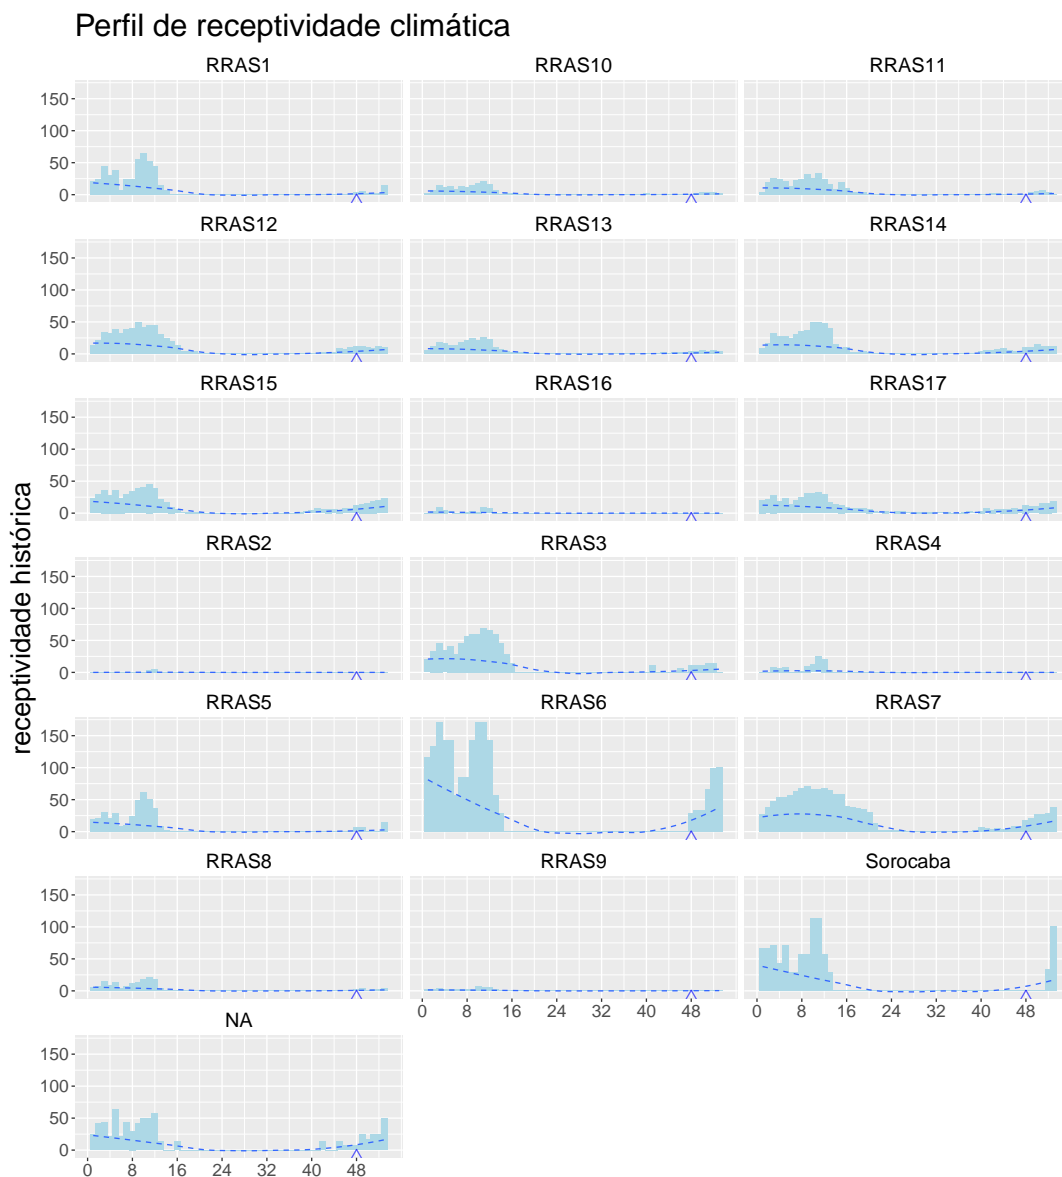 Perfil de receptividade climática
RRAS1 RRAS10 RRAS11
150
100
50
0
RRAS12 RRAS13 RRAS14
150
100
50
0
RRAS15 RRAS16 RRAS17
150
100
50
0
receptividade histórica
RRAS2 RRAS3 RRAS4
150
100
50
0
RRAS5 RRAS6 RRAS7
150
100
50
0
RRAS8 RRAS9 Sorocaba
150
100
50
0
0 8 16 24 32 40 48 0 8 16 24 32 40 48
NA
150
100
50
0
0 8 16 24 32 40 48